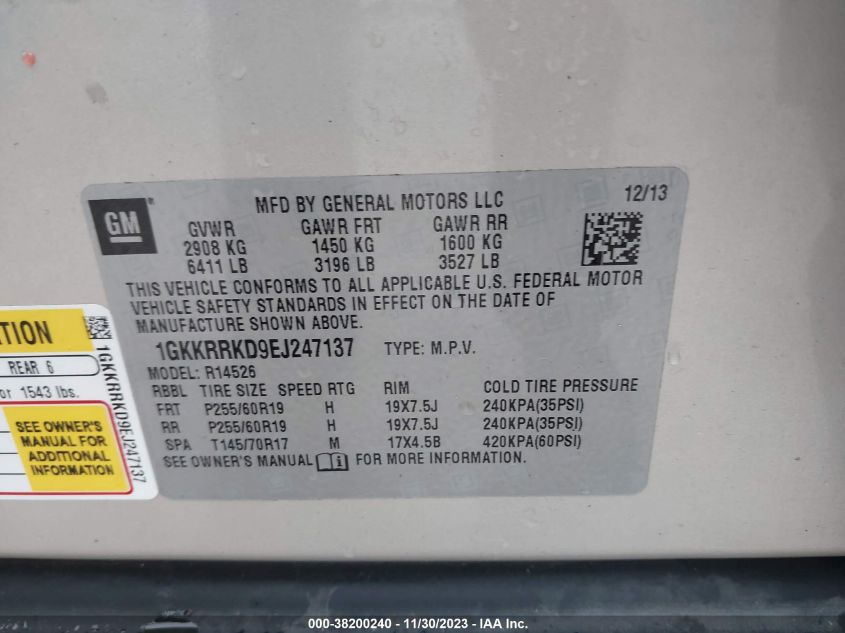 GM
MFD BY GENERAL MOTORS LLC
12/13
GVWR GAWR FRT GAWR RR
2908 KG 1450 KG 1600 KG
6411 LB 3196 LB 3527 LB
THIS VEHICLE CONFORMS TO ALL APPLICABLE U.S. FEDERAL MOTOR
VEHICLE SAFETY STANDARDS IN EFFECT ON THE DATE OF
MANUFACTURE SHOWN ABOVE.
1GKKRRKD9EJ247137 TYPE: M.P.V.
MODEL: R14526
RBBL TIRE SIZE SPEED RTG RIM COLD TIRE PRESSURE
FRT P255/60R19 H 19X7.5J 240KPA(35PSI)
RR P255/60R19 H 19X7.5J 240KPA(35PSI)
SPA T145/70R17 M 17X4.5B 420KPA(60PSI)
SEE OWNER'S MANUAL i FOR MORE INFORMATION.
TION
REAR 6
or 1543 lbs.
SEE OWNER'S
MANUAL FOR
ADDITIONAL
INFORMATION
1GKKRRKD9EJ247137
000-38200240 - 11/30/2023 - IAA Inc.